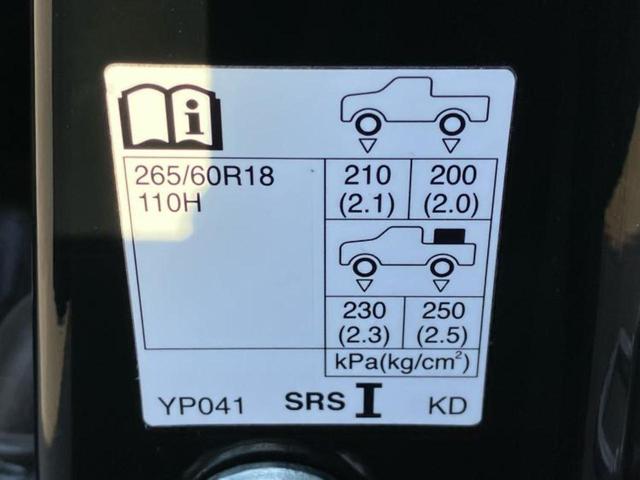 i
265/60R18
110H
210 200
(2.1) (2.0)
230 250
(2.3) (2.5)
kPa(kg/cm²)
YP041 SRS I KD